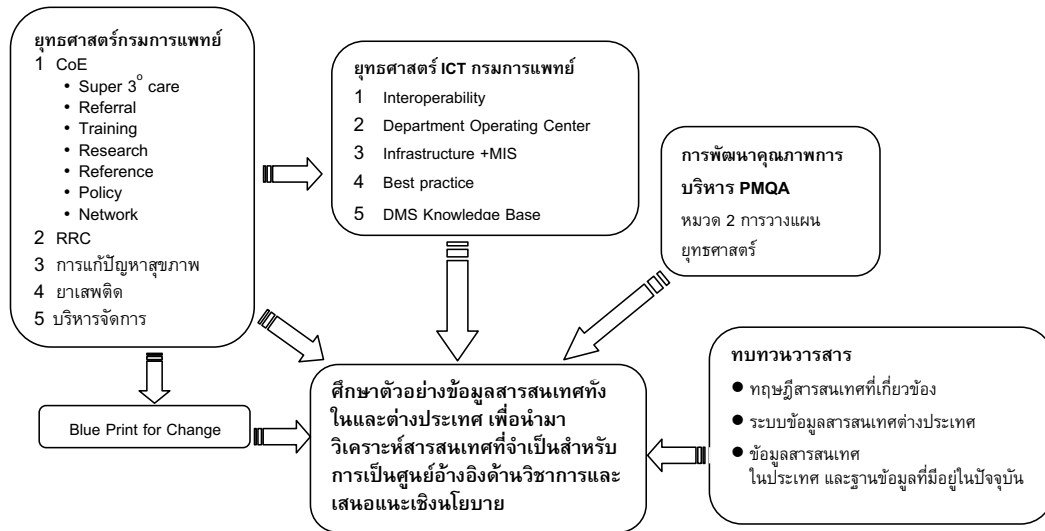 ยุทธศาสตร์กรมการแพทย์
1 CoE
• Super 3° care
• Referral
• Training
• Research
• Reference
• Policy
• Network
2 RRC
3 การแก้ปัญหาสุขภาพ
4 ยาเสพติด
5 บริหารจัดการ
ยุทธศาสตร์ ICT กรมการแพทย์
1 Interoperability
2 Department Operating Center
3 Infrastructure +MIS
4 Best practice
5 DMS Knowledge Base
การพัฒนาคุณภาพการ
บริหาร PMQA
หมวด 2 การวางแผน
ยุทธศาสตร์
Blue Print for Change
ศึกษาตัวอย่างข้อมูลสารสนเทศทั้ง
ในและต่างประเทศ เพื่อนำมา
วิเคราะห์สารสนเทศที่จำเป็นสำหรับ
การเป็นศูนย์อ้างอิงด้านวิชาการและ
เสนอแนะเชิงนโยบาย
ทบทวนวารสาร
● ทฤษฎีสารสนเทศที่เกี่ยวข้อง
● ระบบข้อมูลสารสนเทศต่างประเทศ
● ข้อมูลสารสนเทศ
ในประเทศ และฐานข้อมูลที่มีอยู่ในปัจจุบัน